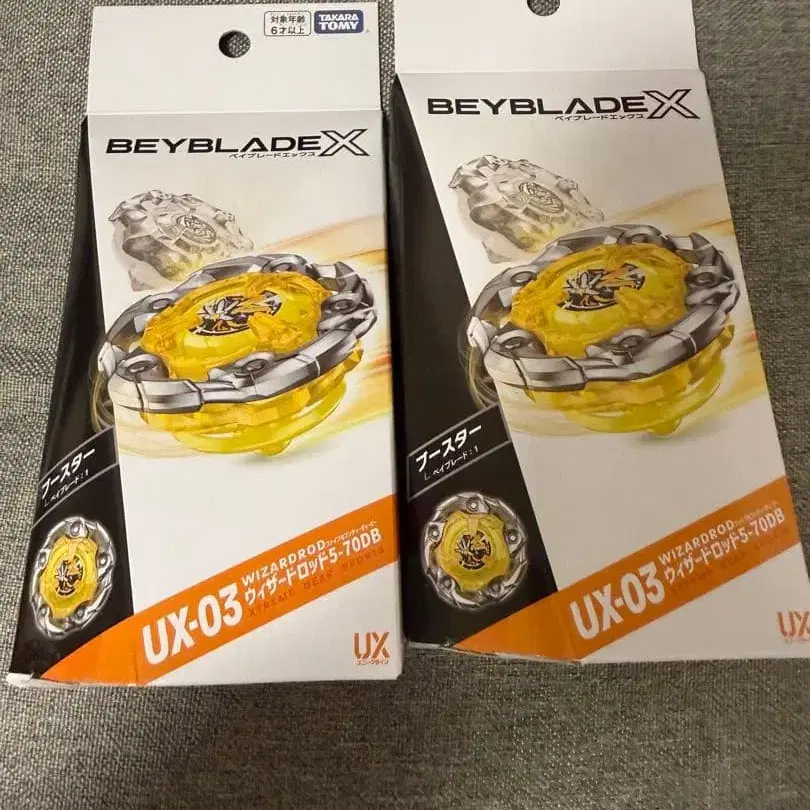 対象年齢
6才以上
TAKARA
TOMY
BEYBLADE X
ベイブレードエックス
ブースター
ベイブレード:1
UX-03
WIZARDROD
ウィザードロッド5-70DB
XTREME GEAR SPORTS
UX
BEYBLADE X
ベイブレードエックス
ブースター
ベイブレード:1
UX-03
WIZARDROD
ウィザードロッド5-70DB
UX